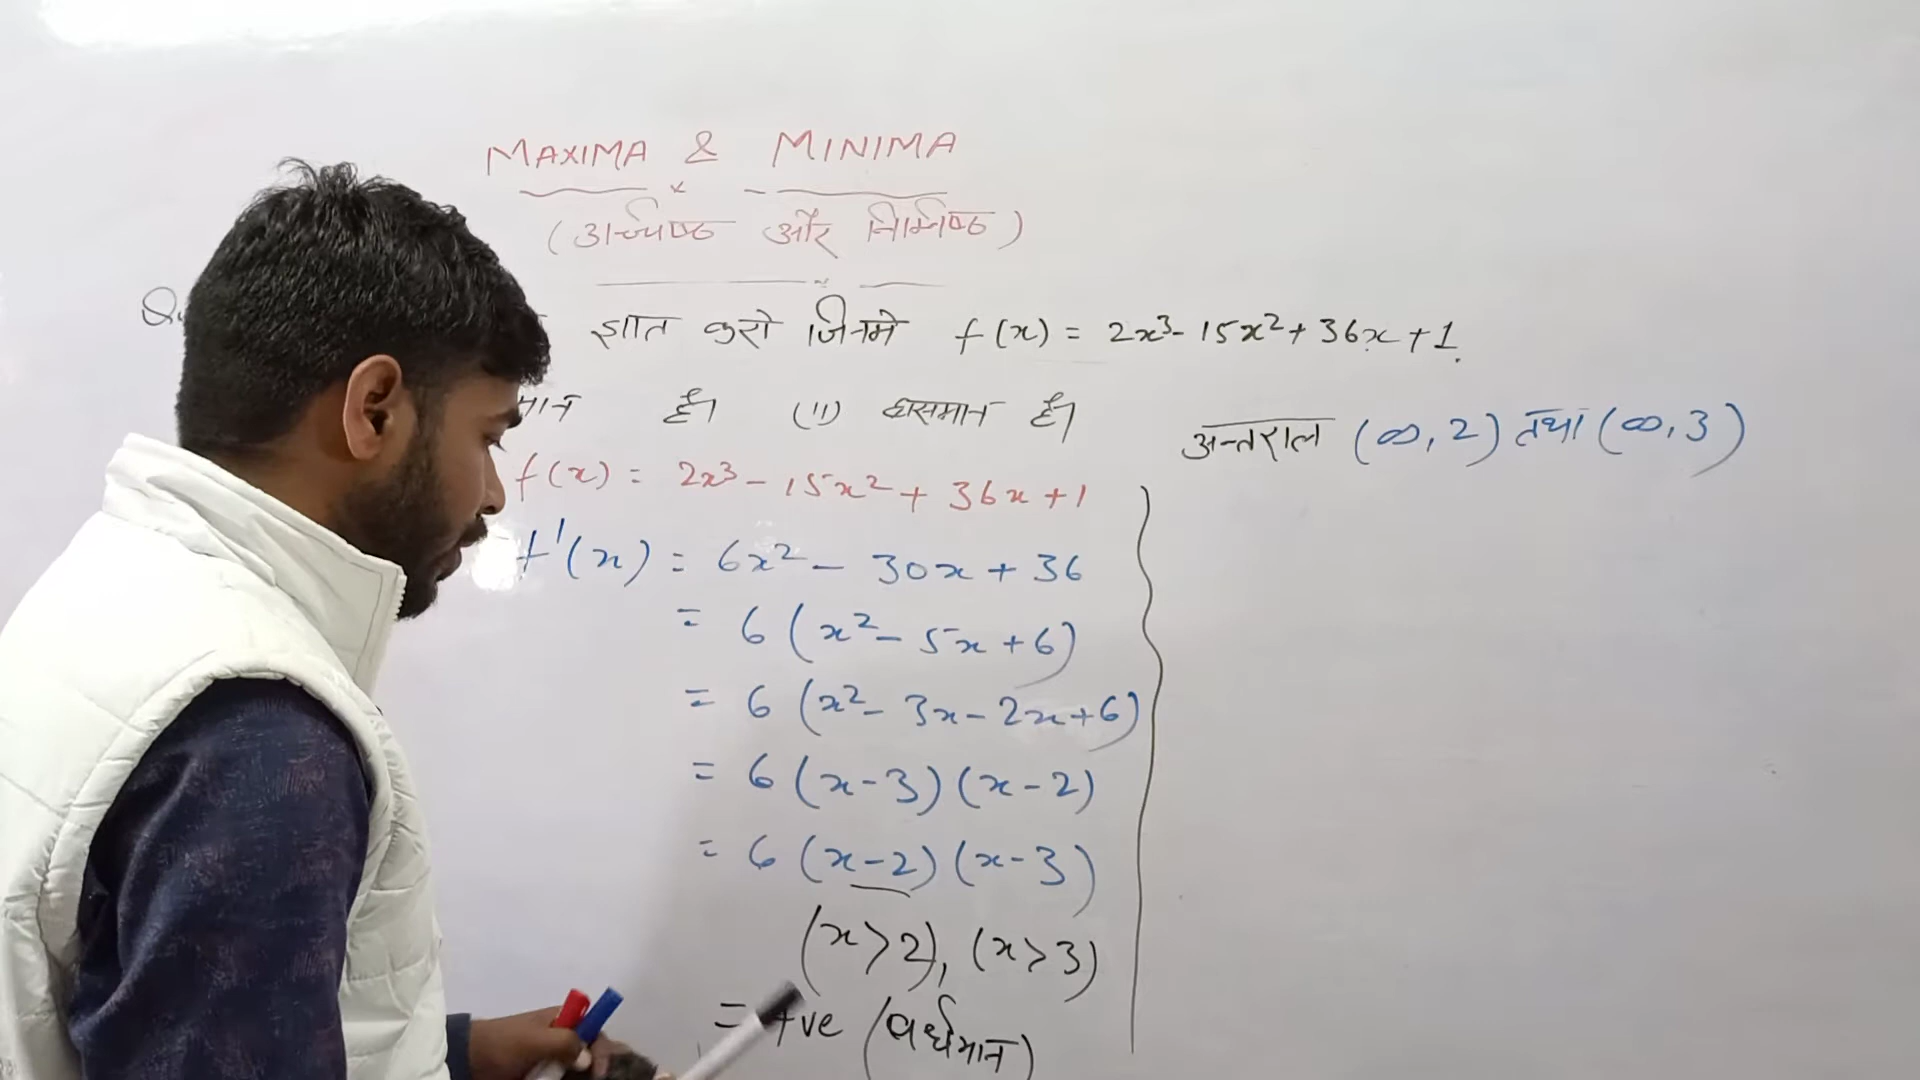 MAXIMA & MINIMA
(उच्चिष्ठ और निम्निष्ठ)
ज्ञात करो जिनमे f(x) = 2x³- 15x²+ 36x+1.
मान है। (ii) ह्रासमान है।
अन्तराल (∞, 2) तथा (∞, 3)
f(x) = 2x³ - 15x² + 36x+1
f'(x) = 6x² - 30x + 36
= 6 (x² - 5x + 6)
= 6 (x² - 3x - 2x + 6)
= 6 (x-3) (x-2)
= 6 (x-2) (x-3)
(x>2), (x>3)
= +ve (वर्धमान)